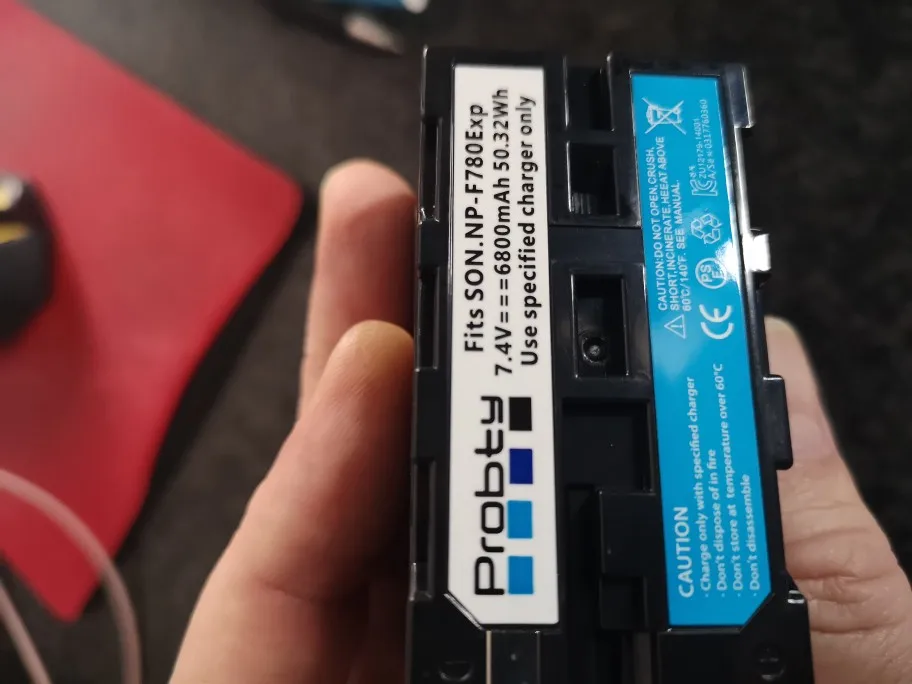 Probty
Fits SON.NP-F780Exp
7.4V===6800mAh 50.32Wh
Use specified charger only
CAUTION
· Charge only with specified charger
· Don't dispose of in fire
· Don't store at temperature over 60°C
· Don't disassemble
CAUTION:DO NOT OPEN,CRUSH,
SHORT,INCINERATE,HEEAT ABOVE
60°C/140°F. SEE MANUAL
CE
PS
E
ZU12179-14001
A/S